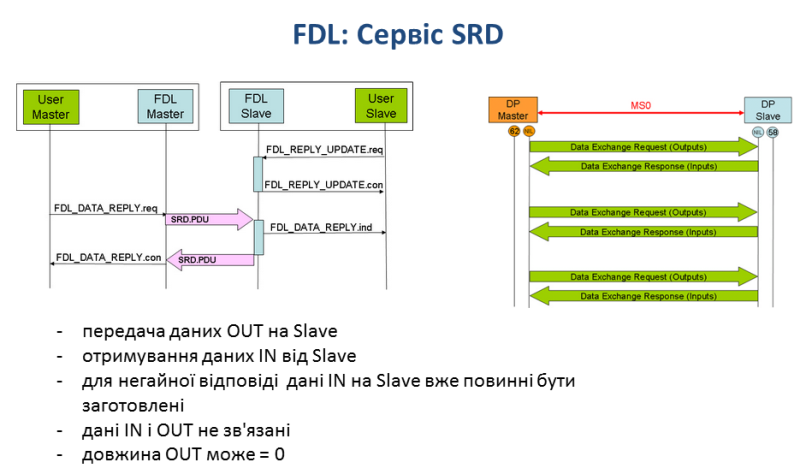 FDL: Сервіс SRD
User
Master
FDL
Master
FDL
Slave
User
Slave
FDL_REPLY_UPDATE.req
FDL_REPLY_UPDATE.con
FDL_DATA_REPLY.req
SRD.PDU
FDL_DATA_REPLY.ind
FDL_DATA_REPLY.con
SRD.PDU
DP
Master
MS0
DP
Slave
62
NIL
NIL
58
Data Exchange Request (Outputs)
Data Exchange Response (Inputs)
Data Exchange Request (Outputs)
Data Exchange Response (Inputs)
Data Exchange Request (Outputs)
Data Exchange Response (Inputs)
- передача даних OUT на Slave
- отримування даних IN від Slave
- для негайної відповіді дані IN на Slave вже повинні бути
заготовлені
- дані IN і OUT не зв'язані
- довжина OUT може = 0